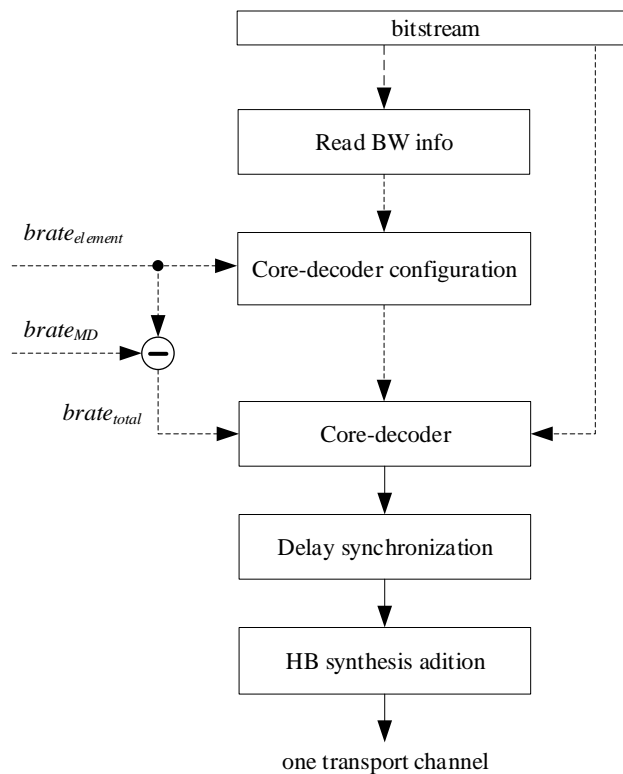 bitstream
Read BW info
brate_element
Core-decoder configuration
brate_MD
brate_total
Core-decoder
Delay synchronization
HB synthesis adition
one transport channel